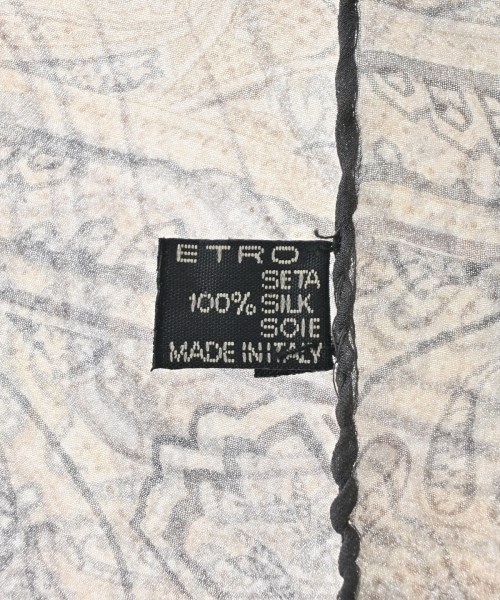 ETRO
SETA
100% SILK
SOIE
MADE IN ITALY